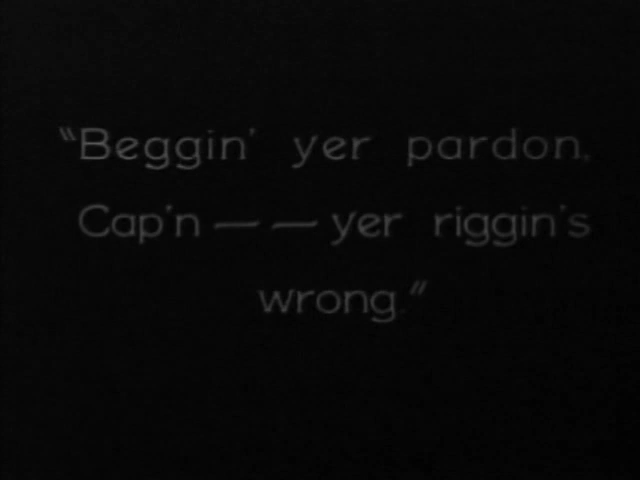 "Beggin' yer pardon,
Cap'n — — yer riggin's
wrong."